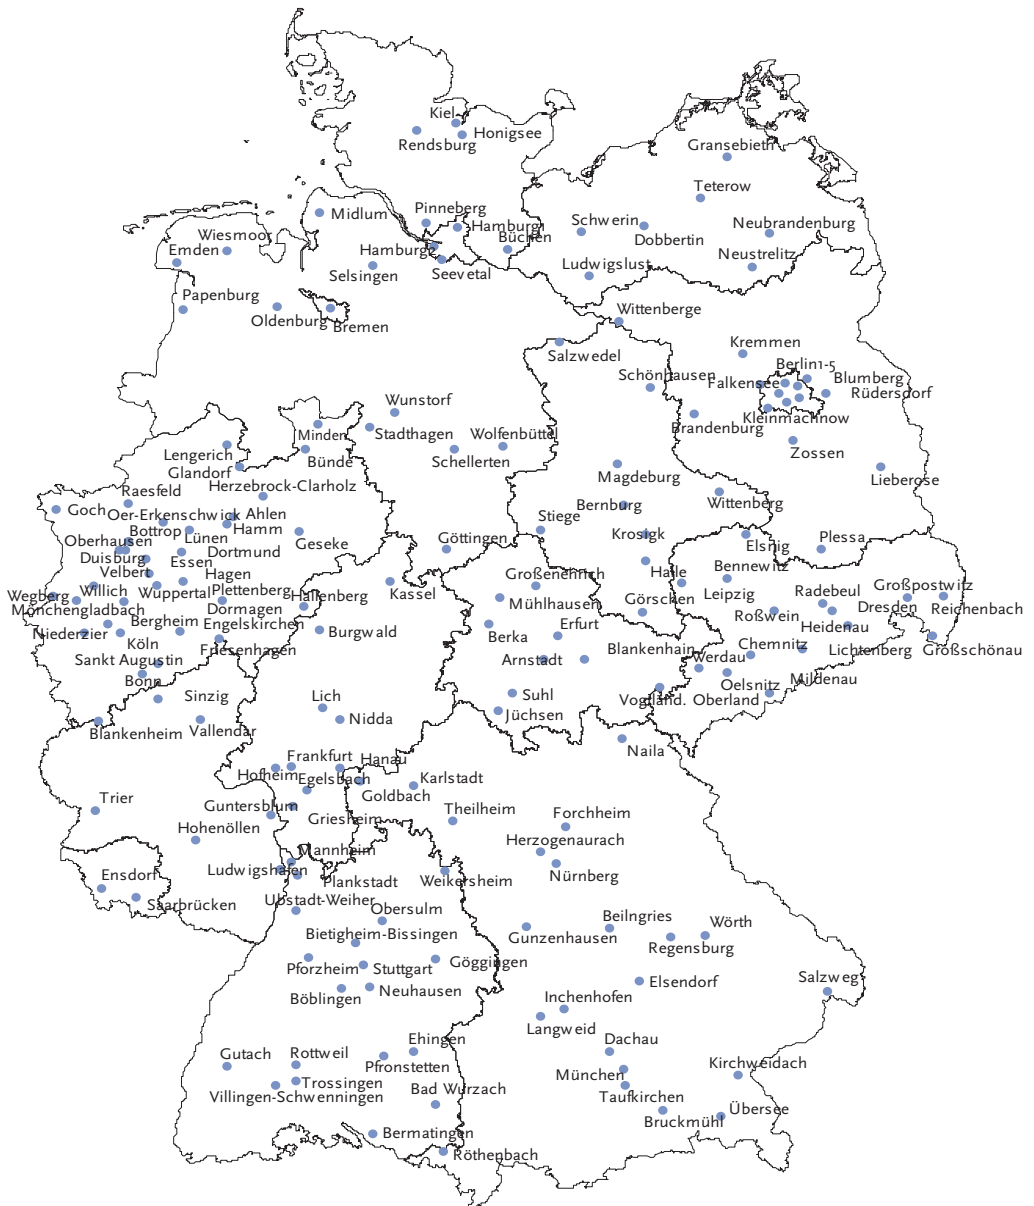 Kiel
Honigsee
Rendsburg
Gransebieth
Teterow
Midlum
Pinneberg
Hamburg
Schwerin
Dobbertin
Neubrandenburg
Wiesmoor
Emden
Hamburg
Büchen
Selsingen
Seevetal
Ludwigslust
Neustrelitz
Papenburg
Oldenburg
Bremen
Wittenberge
Salzwedel
Kremmen
Berlin1-5
Schönhausen
Falkensee
Blumberg
Rüdersdorf
Wunstorf
Kleinmachnow
Brandenburg
Minden
Stadthagen
Wolfenbüttel
Lengerich
Bünde
Schellerten
Zossen
Glandorf
Magdeburg
Lieberose
Herzebrock-Clarholz
Raesfeld
Goch
Oer-Erkenschwick
Ahlen
Bernburg
Wittenberg
Stiege
Bottrop
Hamm
Oberhausen
Lünen
Geseke
Göttingen
Krosigk
Elsnig
Plessa
Duisburg
Dortmund
Essen
Velbert
Hagen
Großenehrich
Halle
Bennewitz
Großpostwitz
Wegberg
Willich
Wuppertal
Plettenberg
Hallenberg
Kassel
Mühlhausen
Görschen
Leipzig
Radebeul
Reichenbach
Mönchengladbach
Dormagen
Roßwein
Dresden
Niederzier
Bergheim
Engelskirchen
Burgwald
Berka
Erfurt
Heidenau
Köln
Friesenhagen
Blankenhain
Chemnitz
Lichtenberg
Großschönau
Sankt Augustin
Arnstadt
Werdau
Bonn
Mildenau
Oelsnitz
Sinzig
Lich
Suhl
Vogtländ. Oberland
Blankenheim
Vallendar
Nidda
Jüchsen
Naila
Frankfurt
Hanau
Hofheim
Egelsbach
Karlstadt
Trier
Goldbach
Guntersblum
Griesheim
Theilheim
Forchheim
Hohenöllen
Herzogenaurach
Mannheim
Ludwigshafen
Nürnberg
Ensdorf
Plankstadt
Weikersheim
Saarbrücken
Ubstadt-Weiher
Obersulm
Beilngries
Wörth
Bietigheim-Bissingen
Gunzenhausen
Regensburg
Pforzheim
Stuttgart
Göggingen
Elsendorf
Salzweg
Böblingen
Neuhausen
Inchenhofen
Langweid
Ehingen
Dachau
Gutach
Rottweil
Pfronstetten
Kirchweidach
München
Trossingen
Villingen-Schwenningen
Bad Wurzach
Taufkirchen
Übersee
Bruckmühl
Bermatingen
Röthenbach